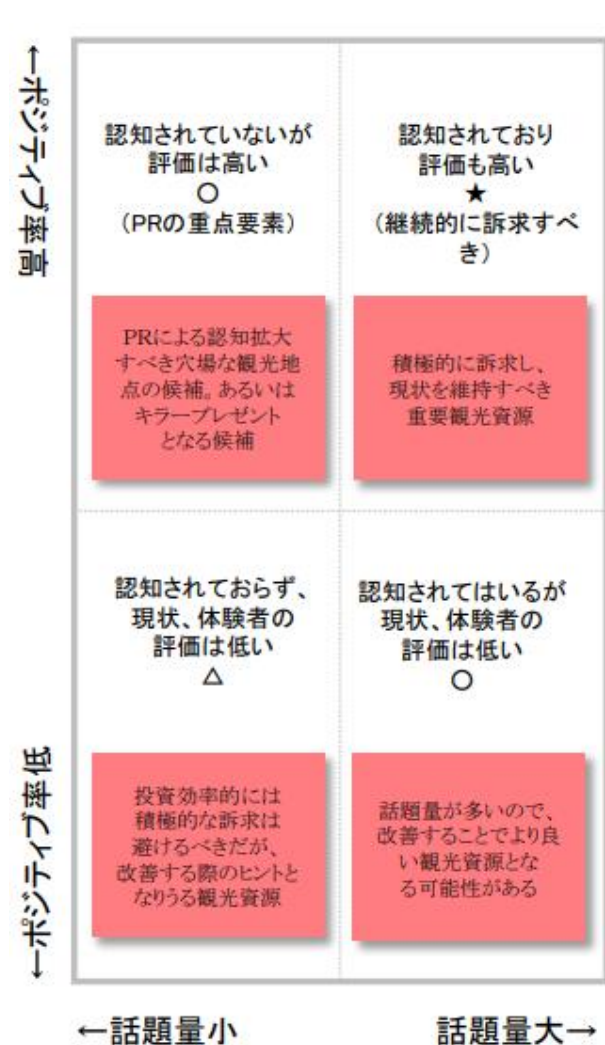 ←ポジティブ率高
認知されていないが
評価は高い
○
（PRの重点要素）
認知されており
評価も高い
★
（継続的に訴求すべ
き）
PRによる認知拡大
すべき穴場な観光地
点の候補。あるいは
キラープレゼント
となる候補
積極的に訴求し、
現状を維持すべき
重要観光資源
認知されておらず、
現状、体験者の
評価は低い
△
認知されてはいるが
現状、体験者の
評価は低い
○
←ポジティブ率低
投資効率的には
積極的な訴求は
避けるべきだが、
改善する際のヒントと
なりうる観光資源
話題量が多いので、
改善することでより良
い観光資源とな
る可能性がある
←話題量小
話題量大→